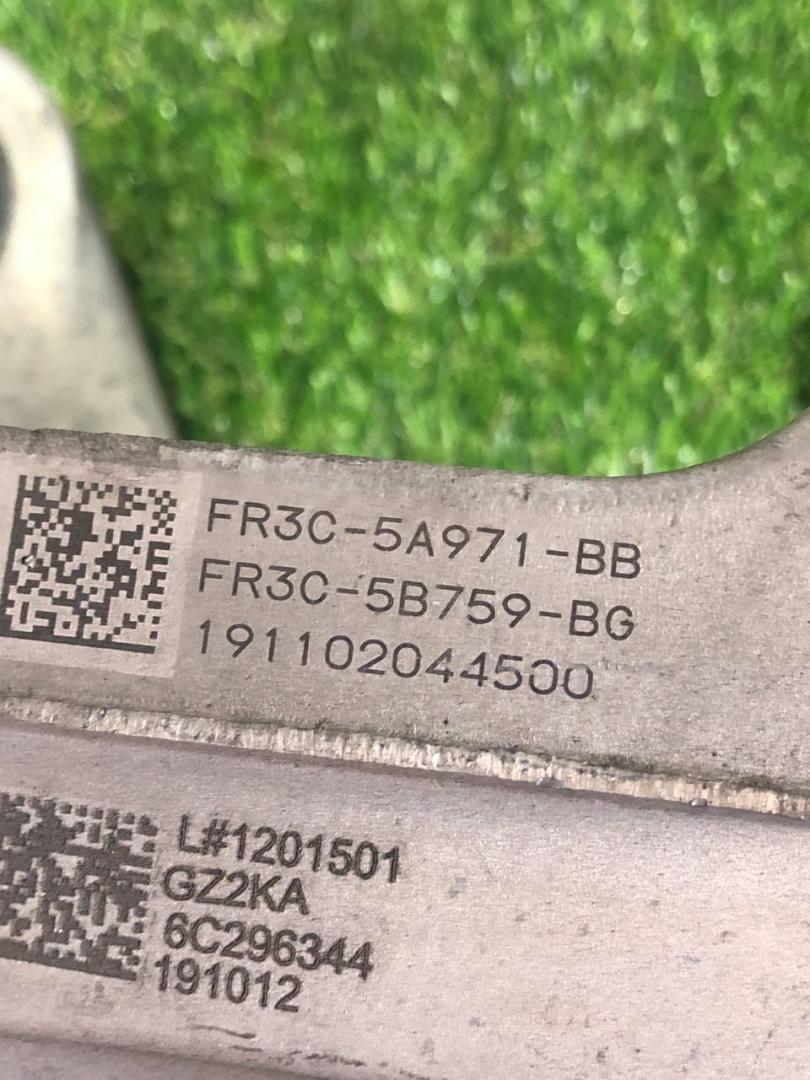 FR3C-5A971-BB
FR3C-5B759-BG
191102044500
L#1201501
GZ2KA
6C296344
191012